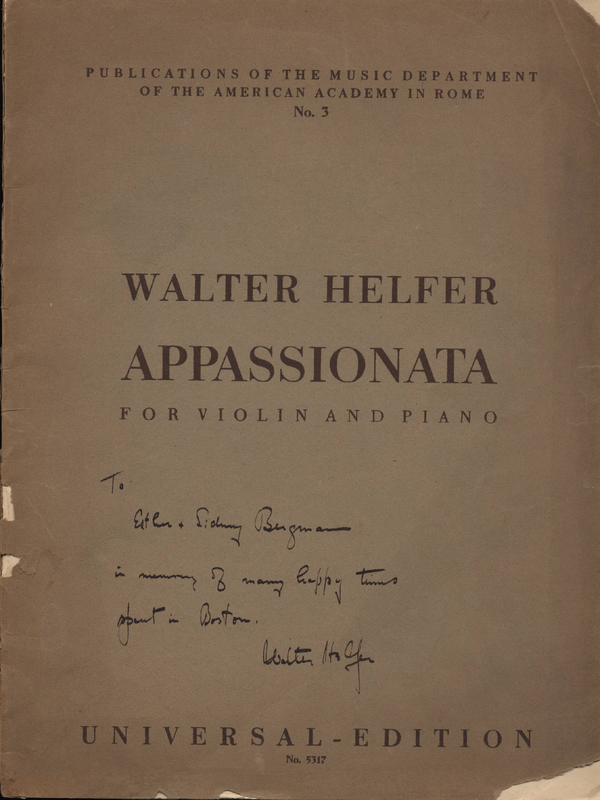 PUBLICATIONS OF THE MUSIC DEPARTMENT
OF THE AMERICAN ACADEMY IN ROME
No. 3
WALTER HELFER
APPASSIONATA
FOR VIOLIN AND PIANO
To
Esther + Sidney Bergman
in memory of many happy times
spent in Boston.
Walter Helfer
UNIVERSAL-EDITION
No. 5317